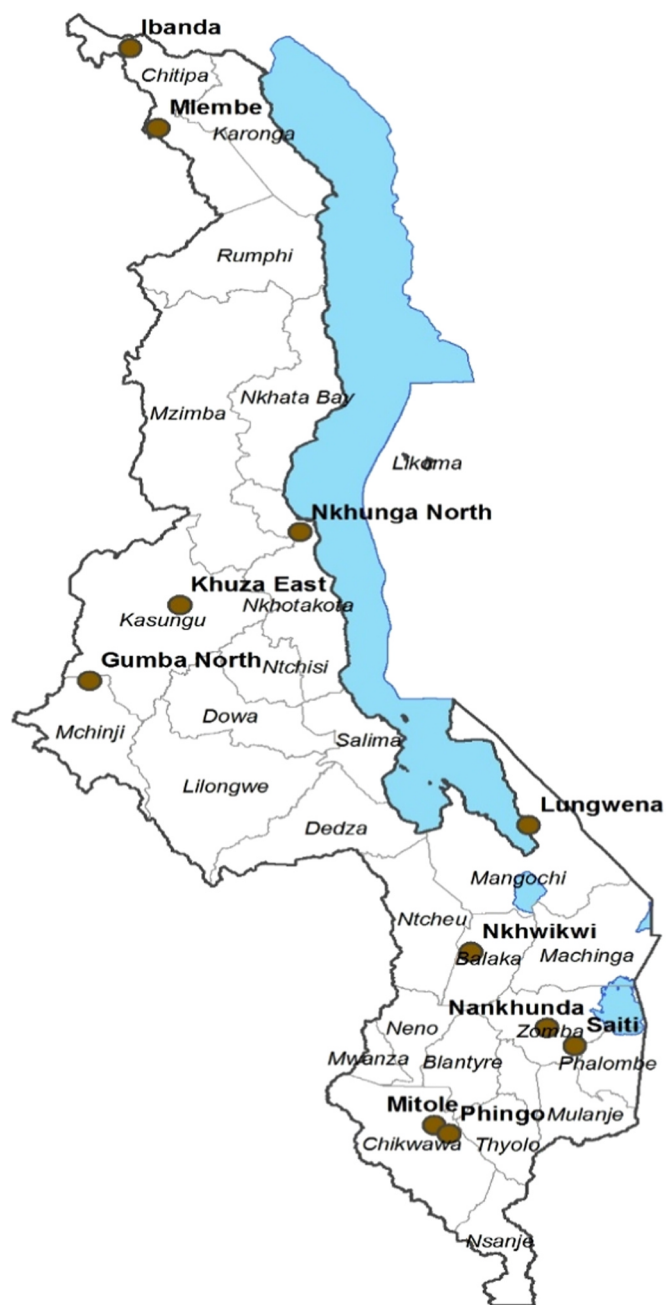 Ibanda
Chitipa
Mlembe
Karonga
Rumphi
Nkhata Bay
Mzimba
Likoma
Nkhunga North
Khuza East
Nkhotakota
Kasungu
Gumba North
Ntchisi
Dowa
Mchinji
Salima
Lilongwe
Lungwena
Dedza
Mangochi
Ntcheu
Nkhwikwi
Balaka
Machinga
Nankhunda
Neno
Zomba
Saiti
Mwanza
Blantyre
Phalombe
Mitole
Phingo
Mulanje
Chikwawa
Thyolo
Nsanje